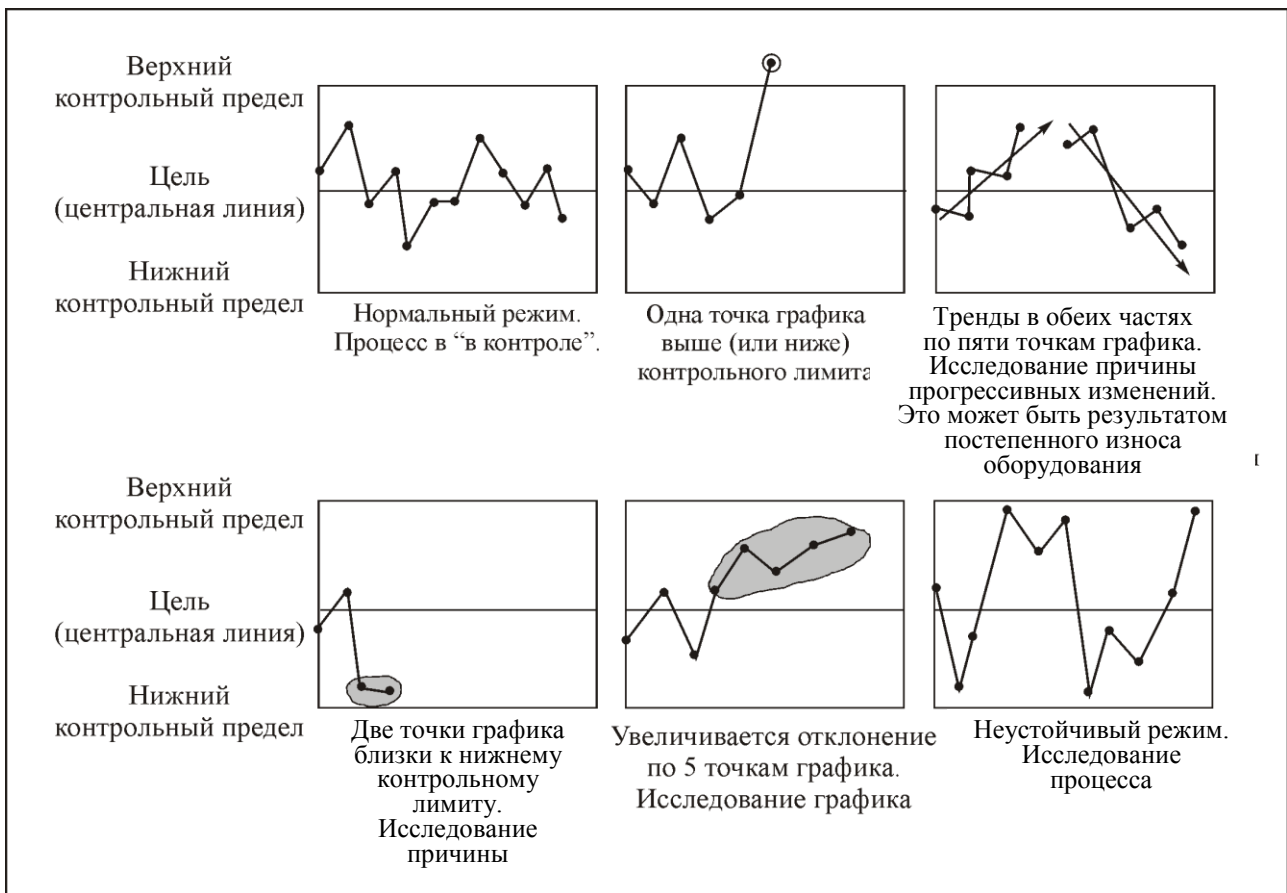 Верхний
контрольный предел
Цель
(центральная линия)
Нижний
контрольный предел
Нормальный режим.
Процесс в “в контроле”.
Одна точка графика
выше (или ниже)
контрольного лимита
Тренды в обеих частях
по пяти точкам графика.
Исследование причины
прогрессивных изменений.
Это может быть результатом
постепенного износа
оборудования
Верхний
контрольный предел
Цель
(центральная линия)
Нижний
контрольный предел
Две точки графика
близки к нижнему
контрольному
лимиту.
Исследование
причины
Увеличивается отклонение
по 5 точкам графика.
Исследование графика
Неустойчивый режим.
Исследование
процесса